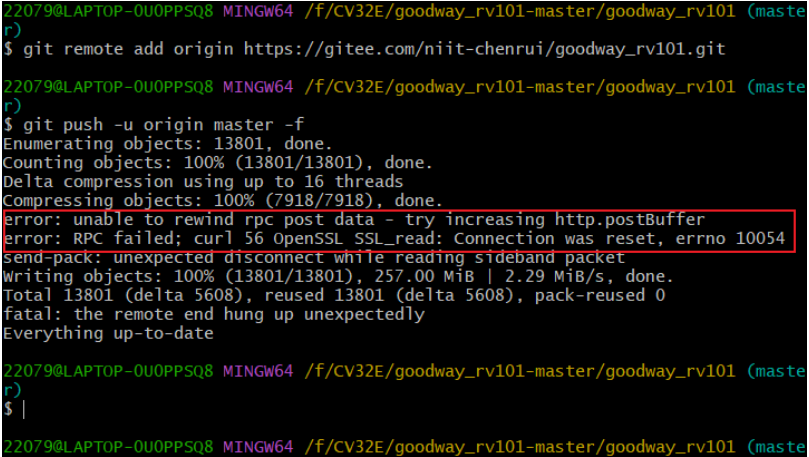 22079@LAPTOP-0U0PPSQ8 MINGW64 /f/CV32E/goodway_rv101-master/goodway_rv101 (maste
r)
$ git remote add origin https://gitee.com/niit-chenrui/goodway_rv101.git
22079@LAPTOP-0U0PPSQ8 MINGW64 /f/CV32E/goodway_rv101-master/goodway_rv101 (maste
r)
$ git push -u origin master -f
Enumerating objects: 13801, done.
Counting objects: 100% (13801/13801), done.
Delta compression using up to 16 threads
Compressing objects: 100% (7918/7918), done.
error: unable to rewind rpc post data - try increasing http.postBuffer
error: RPC failed; curl 56 OpenSSL SSL_read: Connection was reset, errno 10054
send-pack: unexpected disconnect while reading sideband packet
Writing objects: 100% (13801/13801), 257.00 MiB | 2.29 MiB/s, done.
Total 13801 (delta 5608), reused 13801 (delta 5608), pack-reused 0
fatal: the remote end hung up unexpectedly
Everything up-to-date
22079@LAPTOP-0U0PPSQ8 MINGW64 /f/CV32E/goodway_rv101-master/goodway_rv101 (maste
r)
$
22079@LAPTOP-0U0PPSQ8 MINGW64 /f/CV32E/goodway_rv101-master/goodway_rv101 (maste